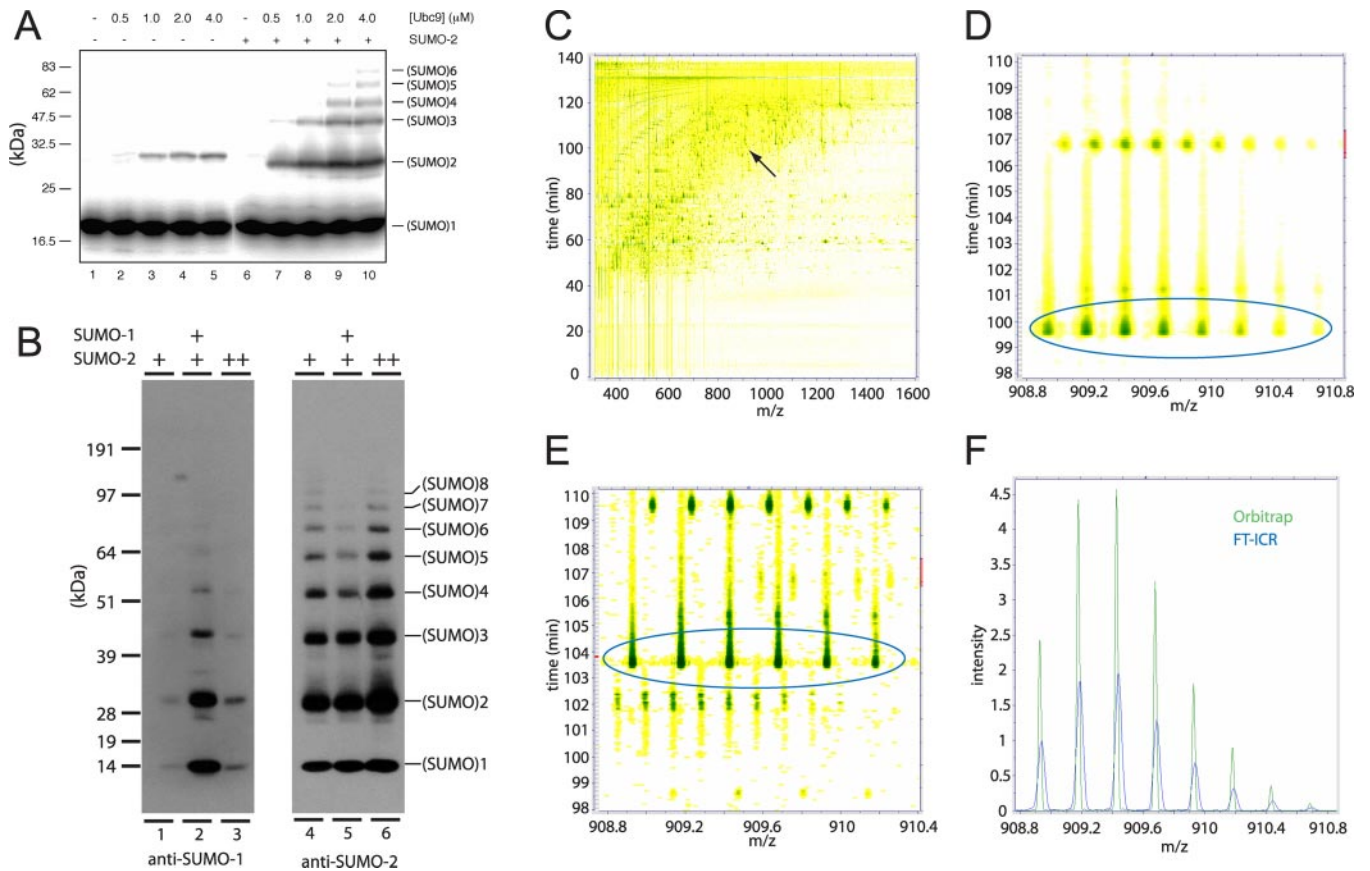 A
- 0.5 1.0 2.0 4.0 - 0.5 1.0 2.0 4.0 [Ubc9] (μM)
- - - - - + + + + + SUMO-2
83
62
47.5
32.5
25
16.5
(kDa)
(SUMO)6
(SUMO)5
(SUMO)4
(SUMO)3
(SUMO)2
(SUMO)1
1 2 3 4 5 6 7 8 9 10
B
SUMO-1 + +
SUMO-2 + + ++ + + ++
191
97
64
51
39
28
19
14
(kDa)
(SUMO)8
(SUMO)7
(SUMO)6
(SUMO)5
(SUMO)4
(SUMO)3
(SUMO)2
(SUMO)1
1 2 3 4 5 6
anti-SUMO-1 anti-SUMO-2
C
140
120
100
80
60
40
20
0
time (min)
400 600 800 1000 1200 1400 1600
m/z
D
110
107
106
105
104
103
102
101
100
99
98
time (min)
908.8 909.2 909.6 910 910.4 910.8
m/z
E
110
109
108
107
106
105
104
103
102
101
100
99
98
time (min)
908.8 909.2 909.6 910 910.4
m/z
F
4.5
4
3.5
3
2.5
2
1.5
1
0.5
0
intensity
Orbitrap
FT-ICR
908.8 909.2 909.6 910 910.4 910.8
m/z